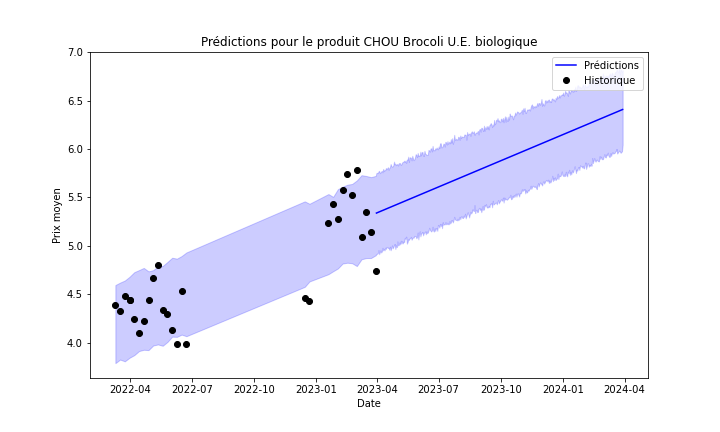 Prédictions pour le produit CHOU Brocoli U.E. biologique
Prédictions
Historique
Prix moyen
7.0
6.5
6.0
5.5
5.0
4.5
4.0
2022-04 2022-07 2022-10 2023-01 2023-04 2023-07 2023-10 2024-01 2024-04
Date